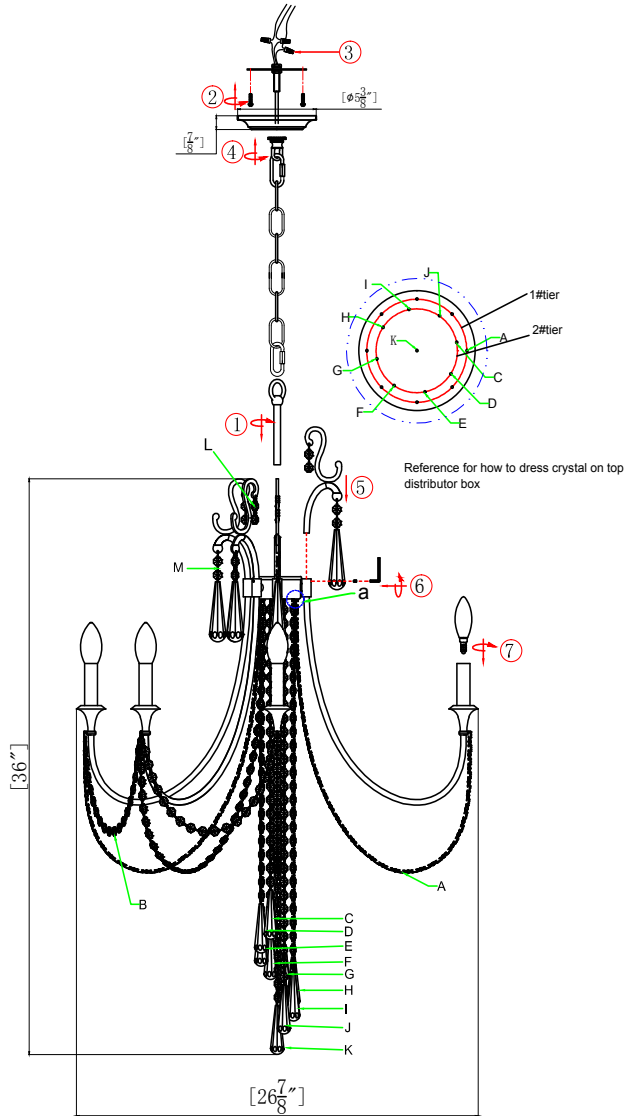 ③
②
[ϕ5 3/8"]
[7/8"]
④
J
I
1#tier
H
2#tier
K
A
G
C
D
F
E
①
L
⑤
Reference for how to dress crystal on top
distributor box
M
⑥
a
⑦
[36"]
B
A
C
D
E
F
G
H
I
J
K
[26 7/8"]